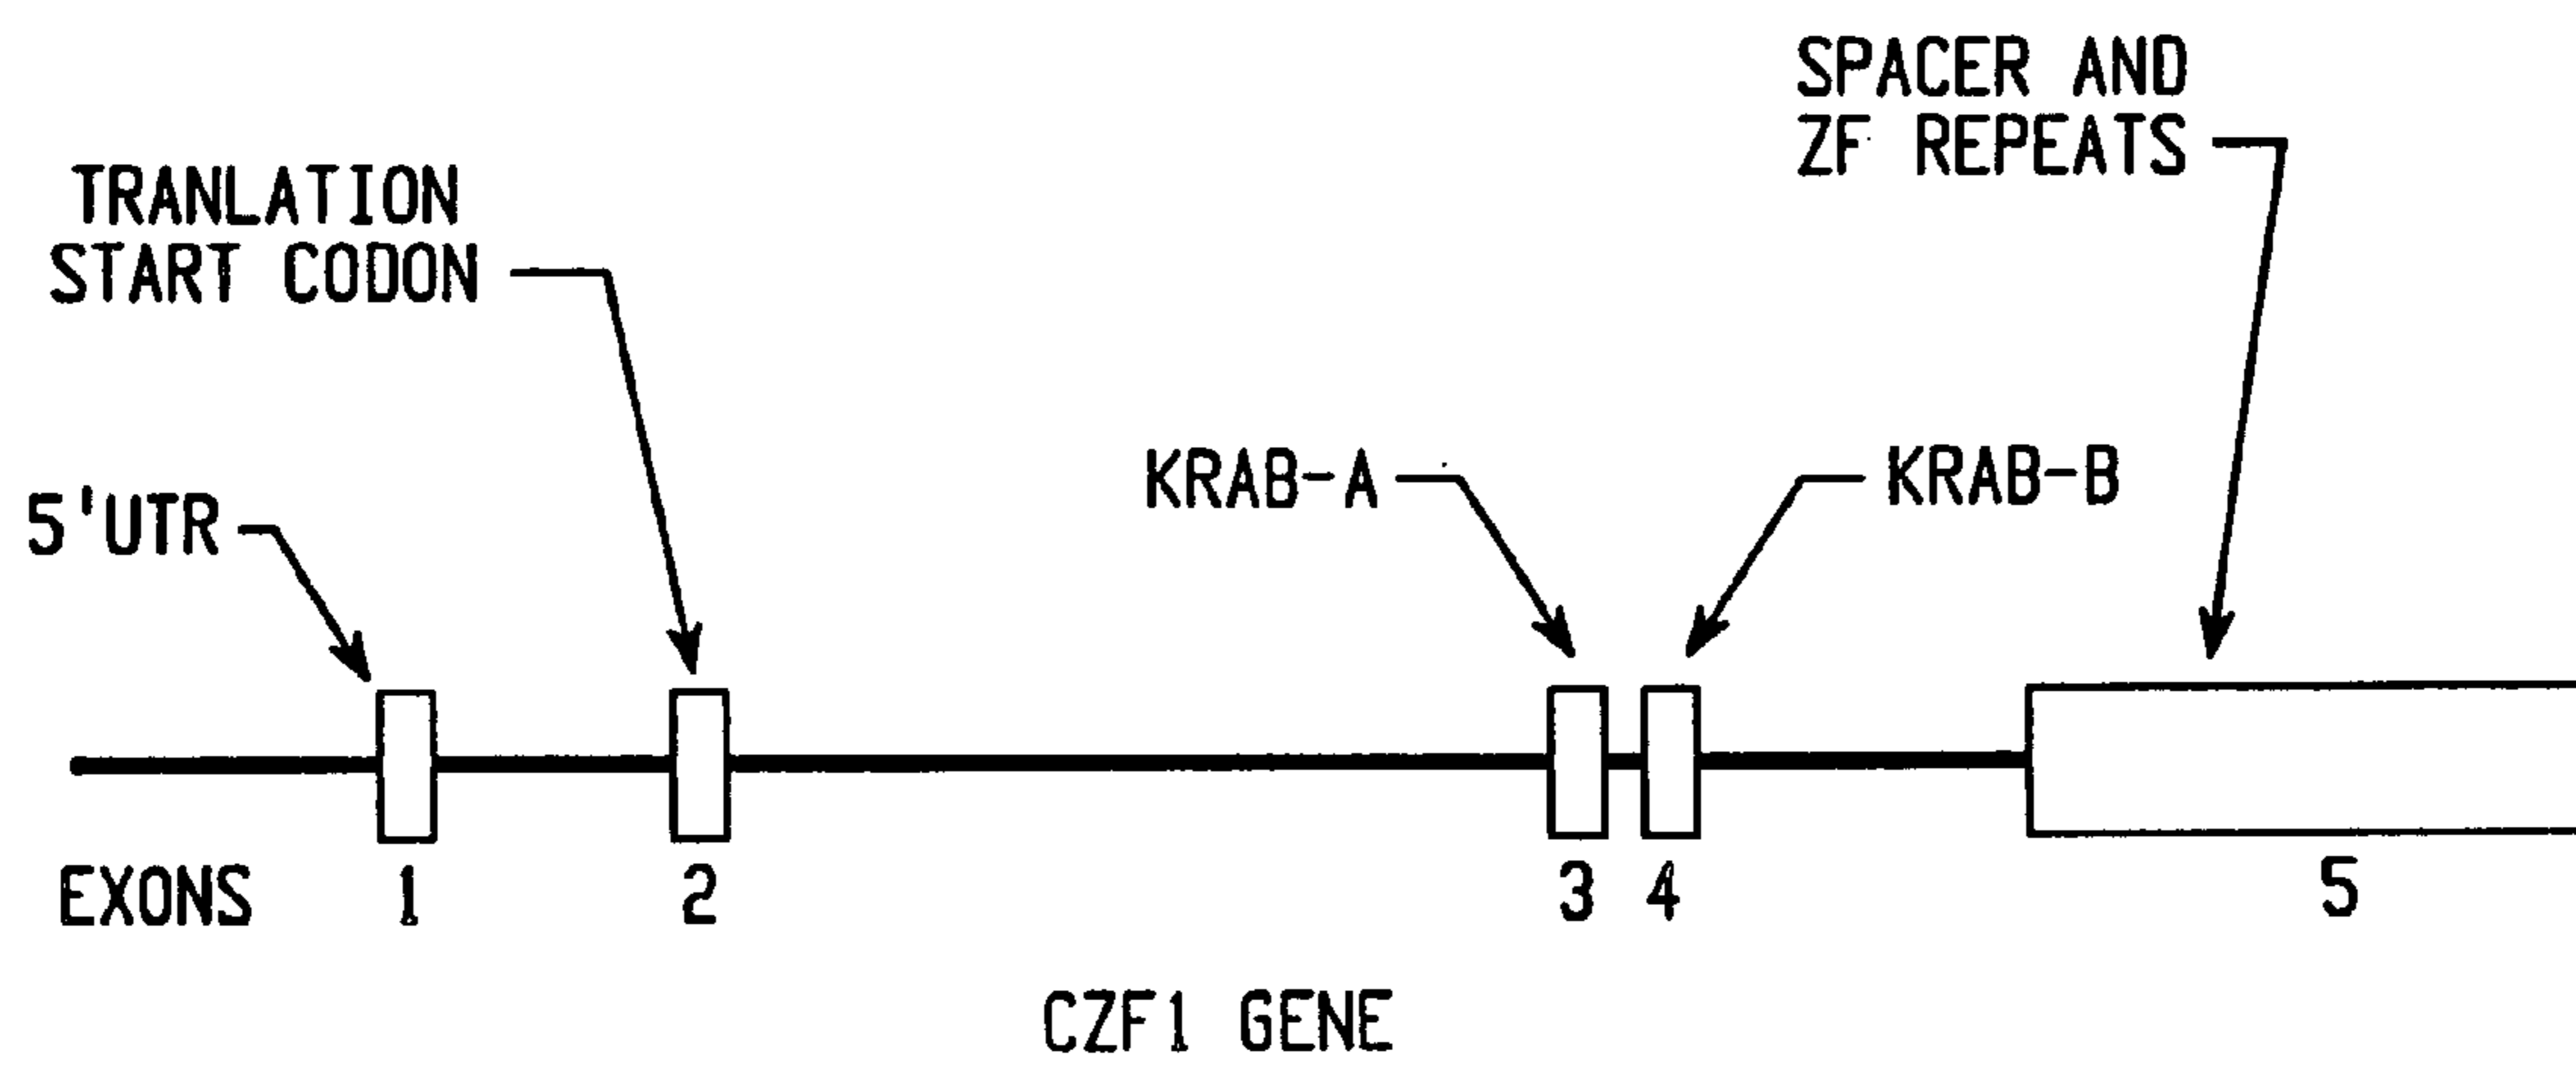 SPACER AND
ZF REPEATS
TRANLATION
START CODON
KRAB-A
KRAB-B
5'UTR
EXONS 1 2 3 4 5
CZF1 GENE